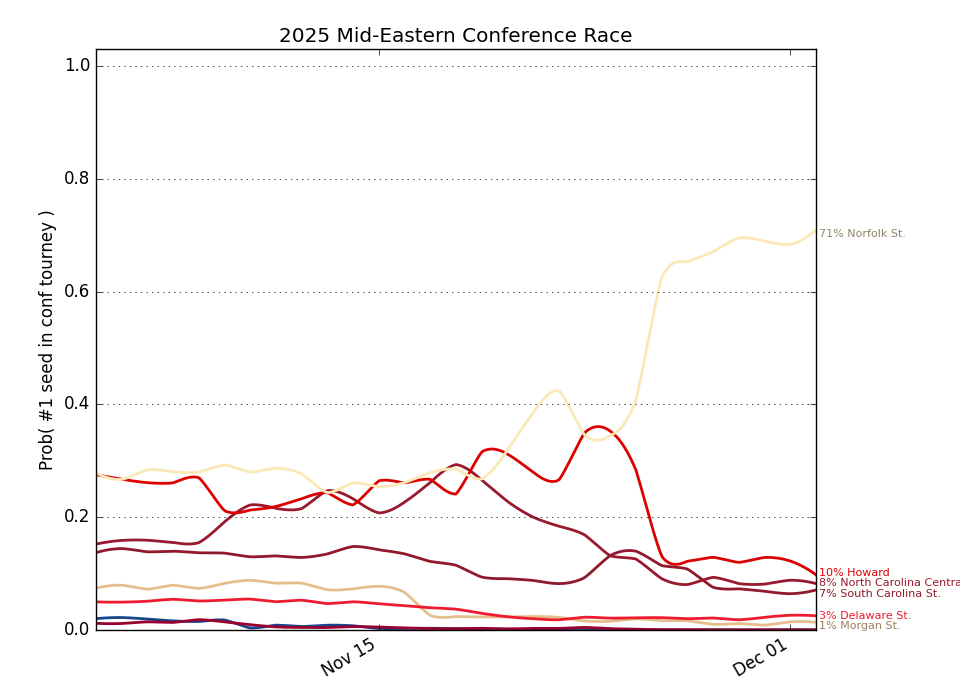 2025 Mid-Eastern Conference Race
Prob( #1 seed in conf tourney )
1.0
0.8
0.6
0.4
0.2
0.0
Nov 15
Dec 01
71% Norfolk St.
10% Howard
8% North Carolina Centra
7% South Carolina St.
3% Delaware St.
1% Morgan St.